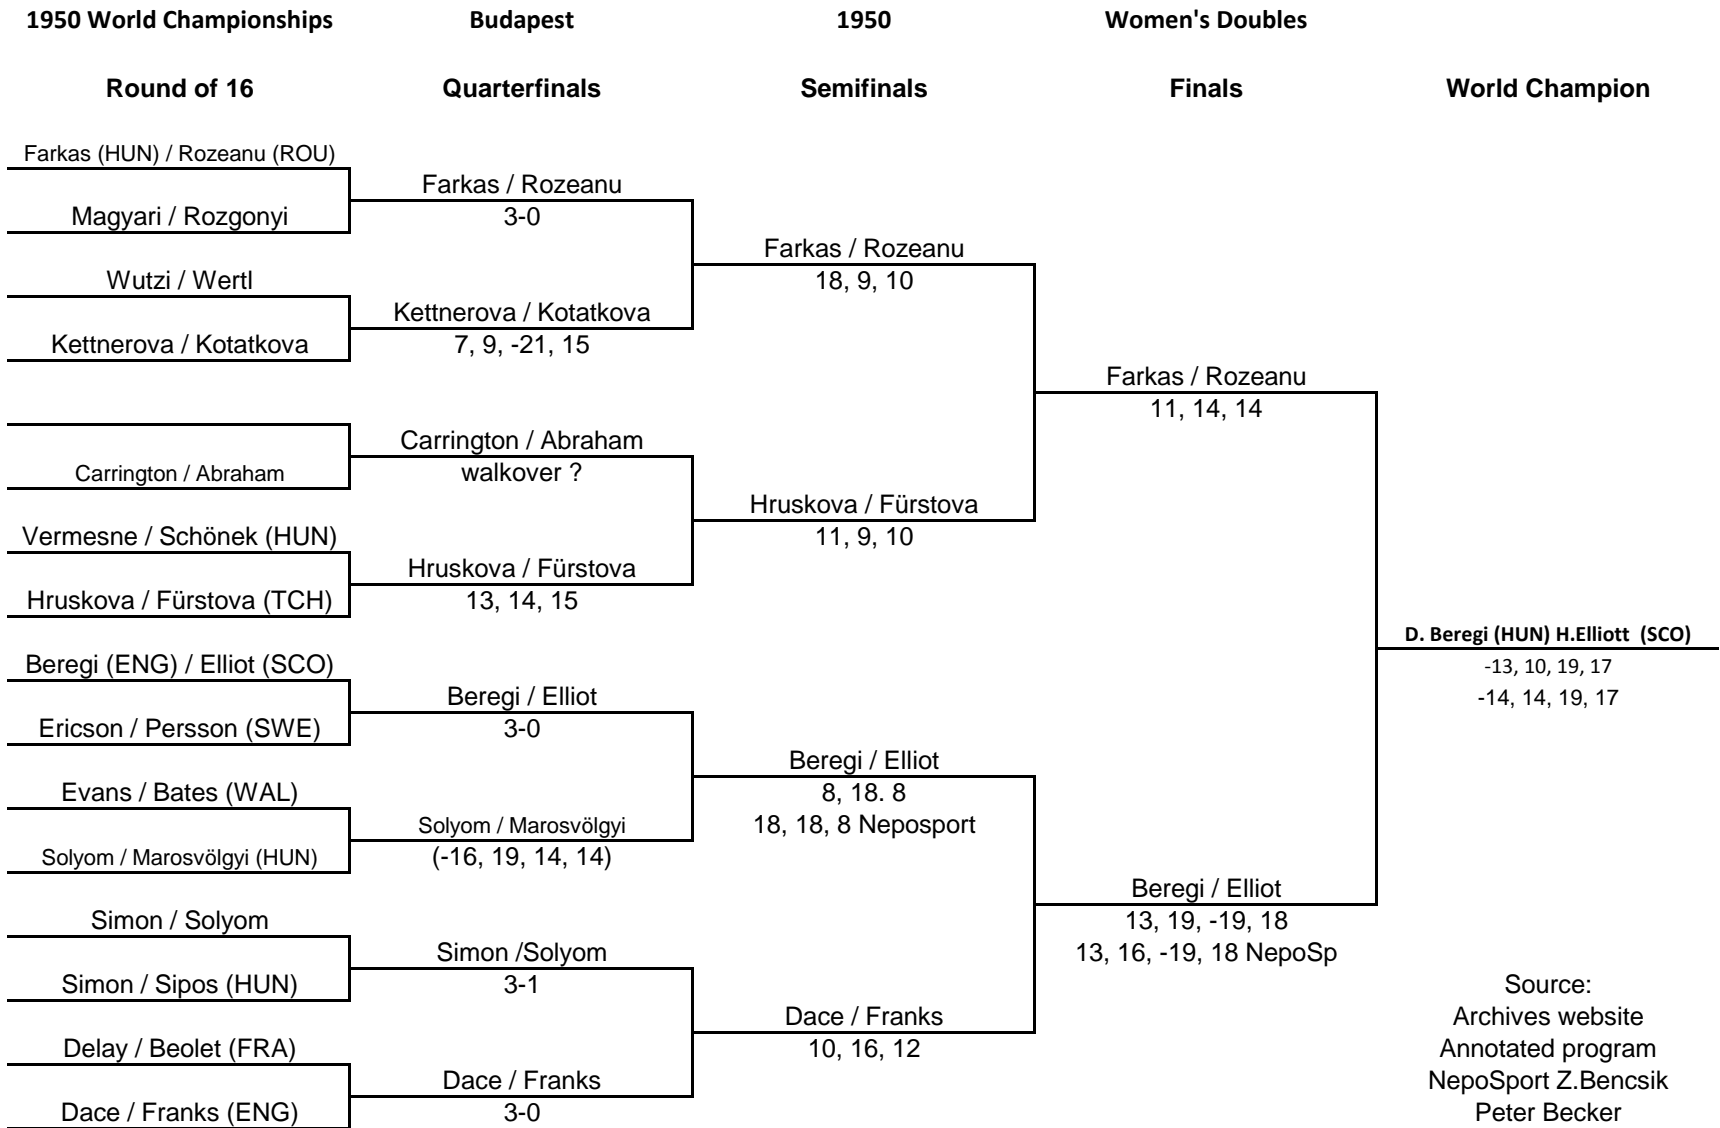 1950 World Championships Budapest 1950 Women's Doubles
Round of 16 Quarterfinals Semifinals Finals World Champion
Farkas (HUN) / Rozeanu (ROU)
Farkas / Rozeanu
Magyari / Rozgonyi
3-0
Farkas / Rozeanu
Wutzi / Wertl
18, 9, 10
Kettnerova / Kotatkova
Kettnerova / Kotatkova
7, 9, -21, 15
Farkas / Rozeanu
11, 14, 14
Carrington / Abraham
Carrington / Abraham
walkover ?
Hruskova / Fürstova
Vermesne / Schönek (HUN)
11, 9, 10
Hruskova / Fürstova
Hruskova / Fürstova (TCH)
13, 14, 15
D. Beregi (HUN) H.Elliott (SCO)
Beregi (ENG) / Elliot (SCO)
-13, 10, 19, 17
Beregi / Elliot
-14, 14, 19, 17
Ericson / Persson (SWE)
3-0
Beregi / Elliot
Evans / Bates (WAL)
8, 18. 8
Solyom / Marosvölgyi
18, 18, 8 Neposport
Solyom / Marosvölgyi (HUN)
(-16, 19, 14, 14)
Beregi / Elliot
Simon / Solyom
13, 19, -19, 18
Simon /Solyom
13, 16, -19, 18 NepoSp
Simon / Sipos (HUN)
3-1
Source:
Dace / Franks
Archives website
Delay / Beolet (FRA)
10, 16, 12
Annotated program
Dace / Franks
NepoSport Z.Bencsik
Dace / Franks (ENG)
3-0
Peter Becker